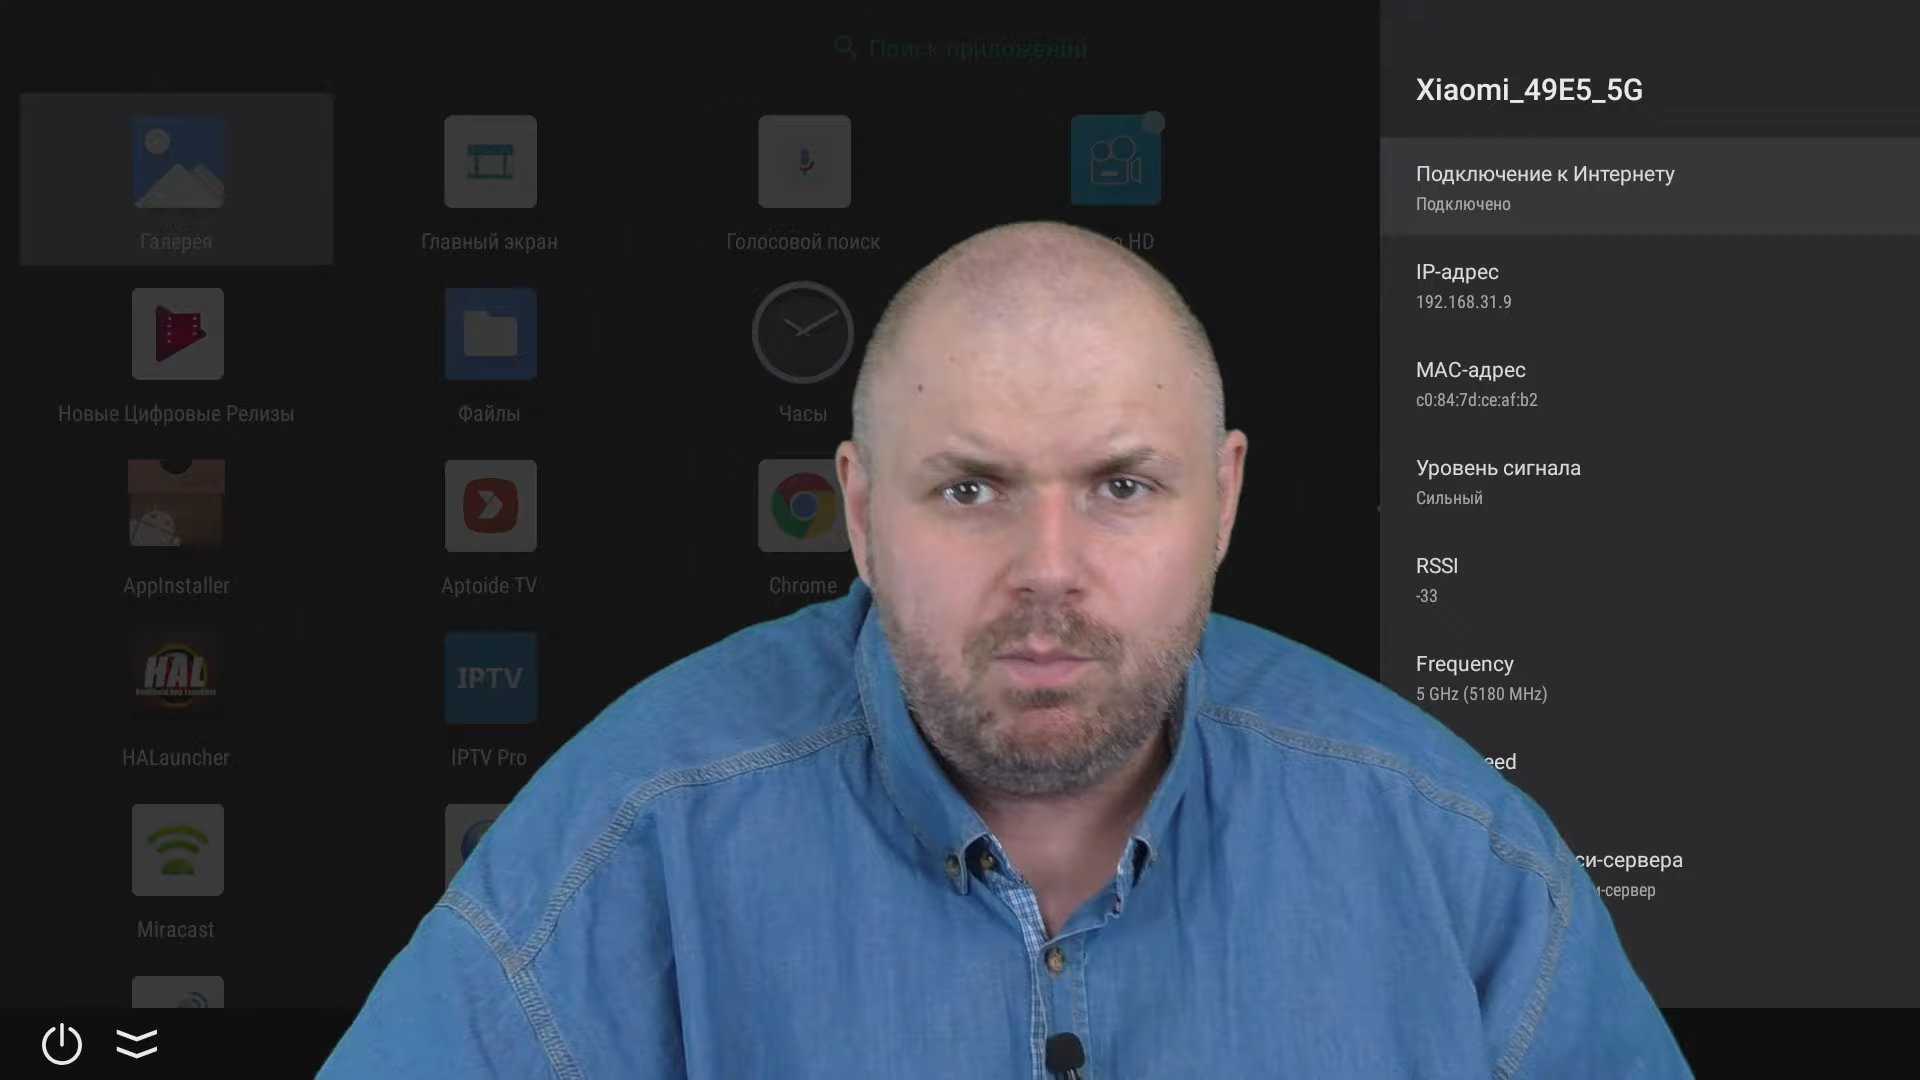 Поиск приложений
Галерея
Главный экран
Голосовой поиск
HD
Новые Цифровые Релизы
Файлы
Часы
AppInstaller
Aptoide TV
Chrome
HAL
HALauncher
IPTV
IPTV Pro
Miracast
Xiaomi_49E5_5G
Подключение к Интернету
Подключено
IP-адрес
192.168.31.9
MAC-адрес
c0:84:7d:ce:af:b2
Уровень сигнала
Сильный
RSSI
-33
Frequency
5 GHz (5180 MHz)
eed
си-сервера
и-сервер